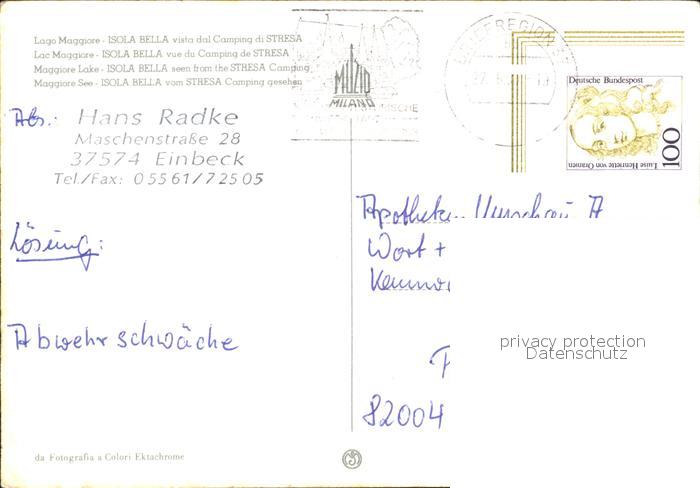 Lago Maggiore - ISOLA BELLA vista dal Camping di STRESA
Lac Maggiore - ISOLA BELLA vue du Camping de STRESA
Maggiore Lake - ISOLA BELLA seen from the STRESA Camping
Maggiore See - ISOLA BELLA vom STRESA Camping gesehen
MUZIO
MILANO
Deutsche Bundespost
Luise Henriette von Oranien
100
Abs.: Hans Radke
Maschenstraße 28
37574 Einbeck
Tel./Fax: 05561/72505
Lösung:
Abwehrschwäche
Apotheken Umschau A
Wort +
82004
privacy protection
Datenschutz
da Fotografia a Colori Ektachrome